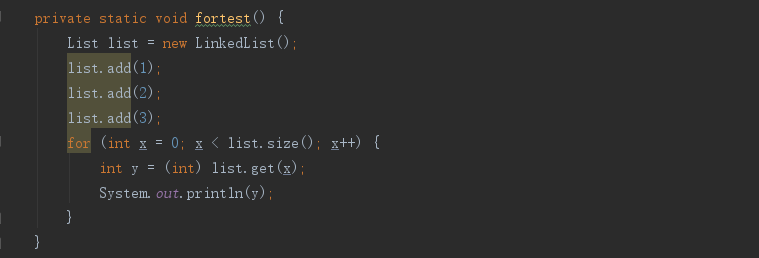 private static void fortest() {
List list = new LinkedList();
list.add(1);
list.add(2);
list.add(3);
for (int x = 0; x < list.size(); x++) {
int y = (int) list.get(x);
System.out.println(y);
}
}